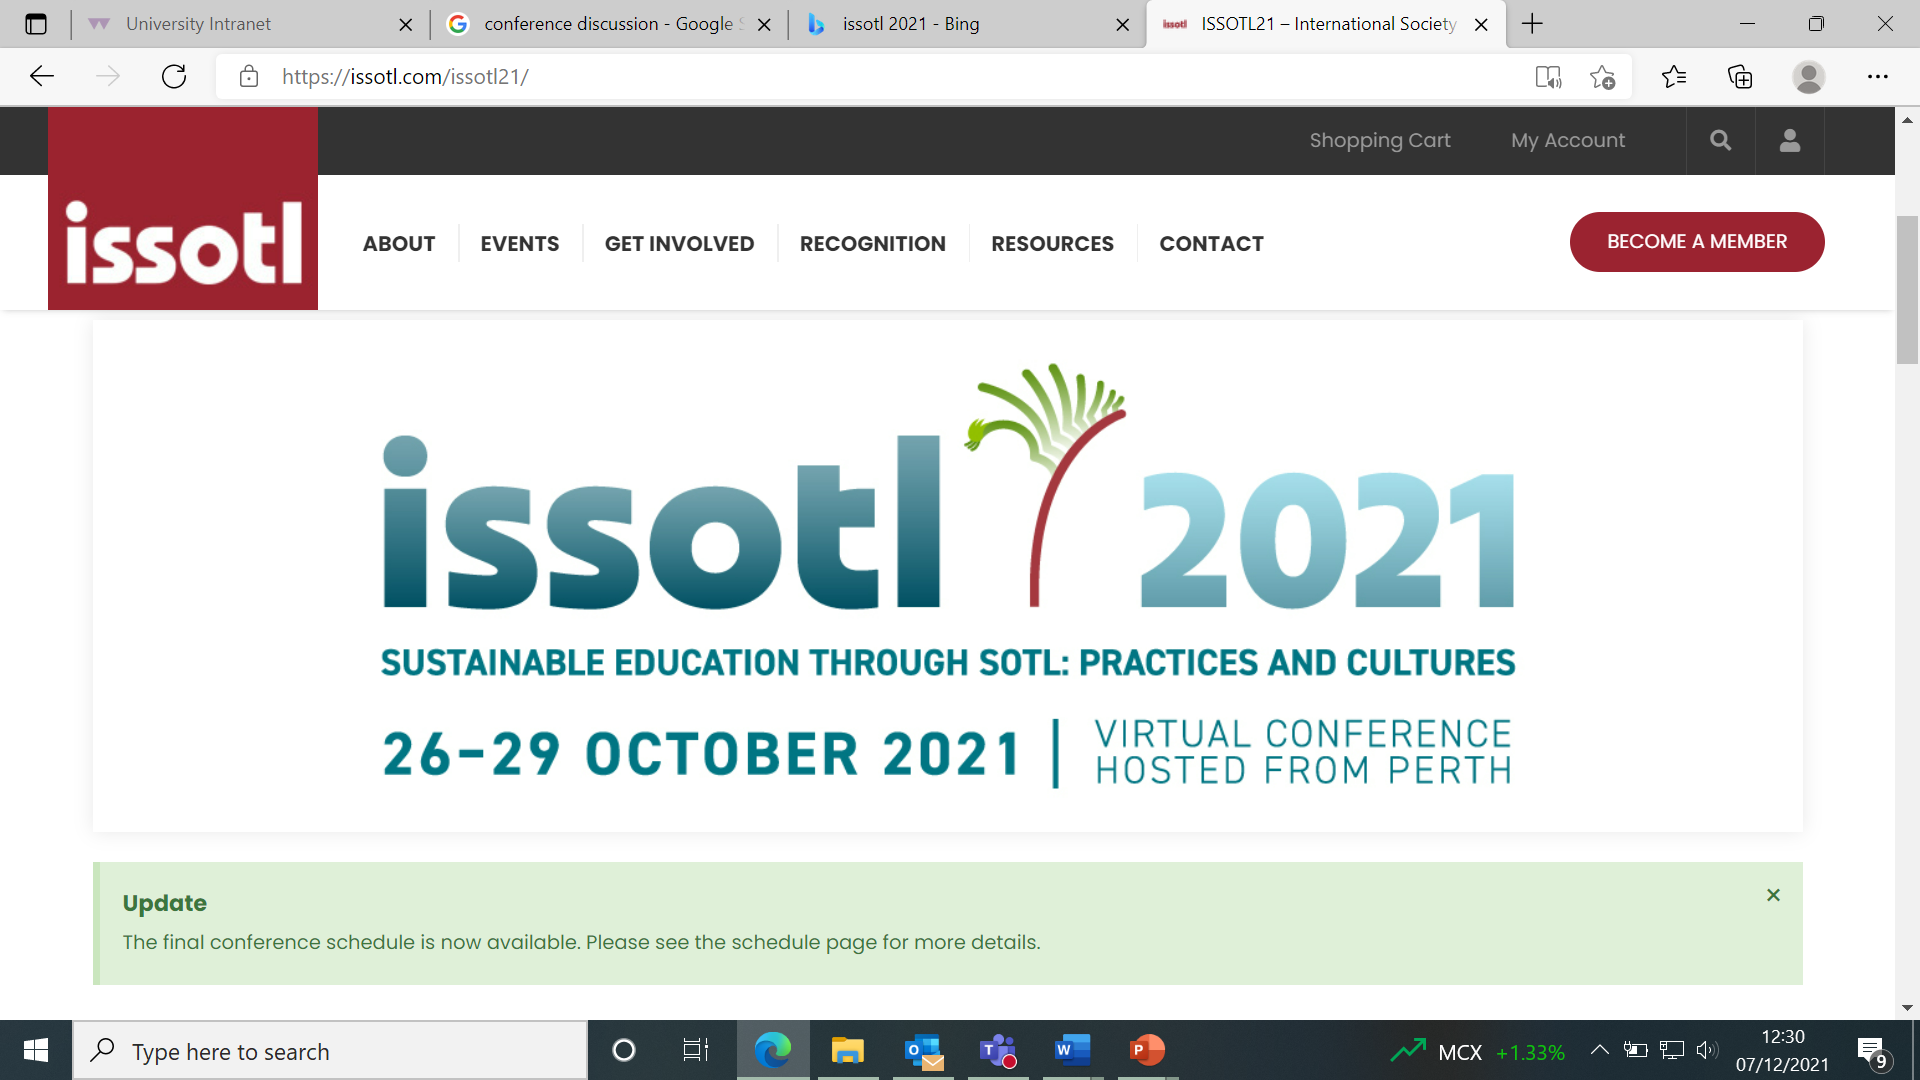 University Intranet
conference discussion - Google S
issotl 2021 - Bing
issotl
ISSOTL21 – International Society
https://issotl.com/issotl21/
Shopping Cart
My Account
issotl
ABOUT
EVENTS
GET INVOLVED
RECOGNITION
RESOURCES
CONTACT
BECOME A MEMBER
issotl 2021
SUSTAINABLE EDUCATION THROUGH SOTL: PRACTICES AND CULTURES
26–29 OCTOBER 2021
VIRTUAL CONFERENCE
HOSTED FROM PERTH
Update
The final conference schedule is now available. Please see the schedule page for more details.
Type here to search
MCX +1.33%
12:30
07/12/2021
9